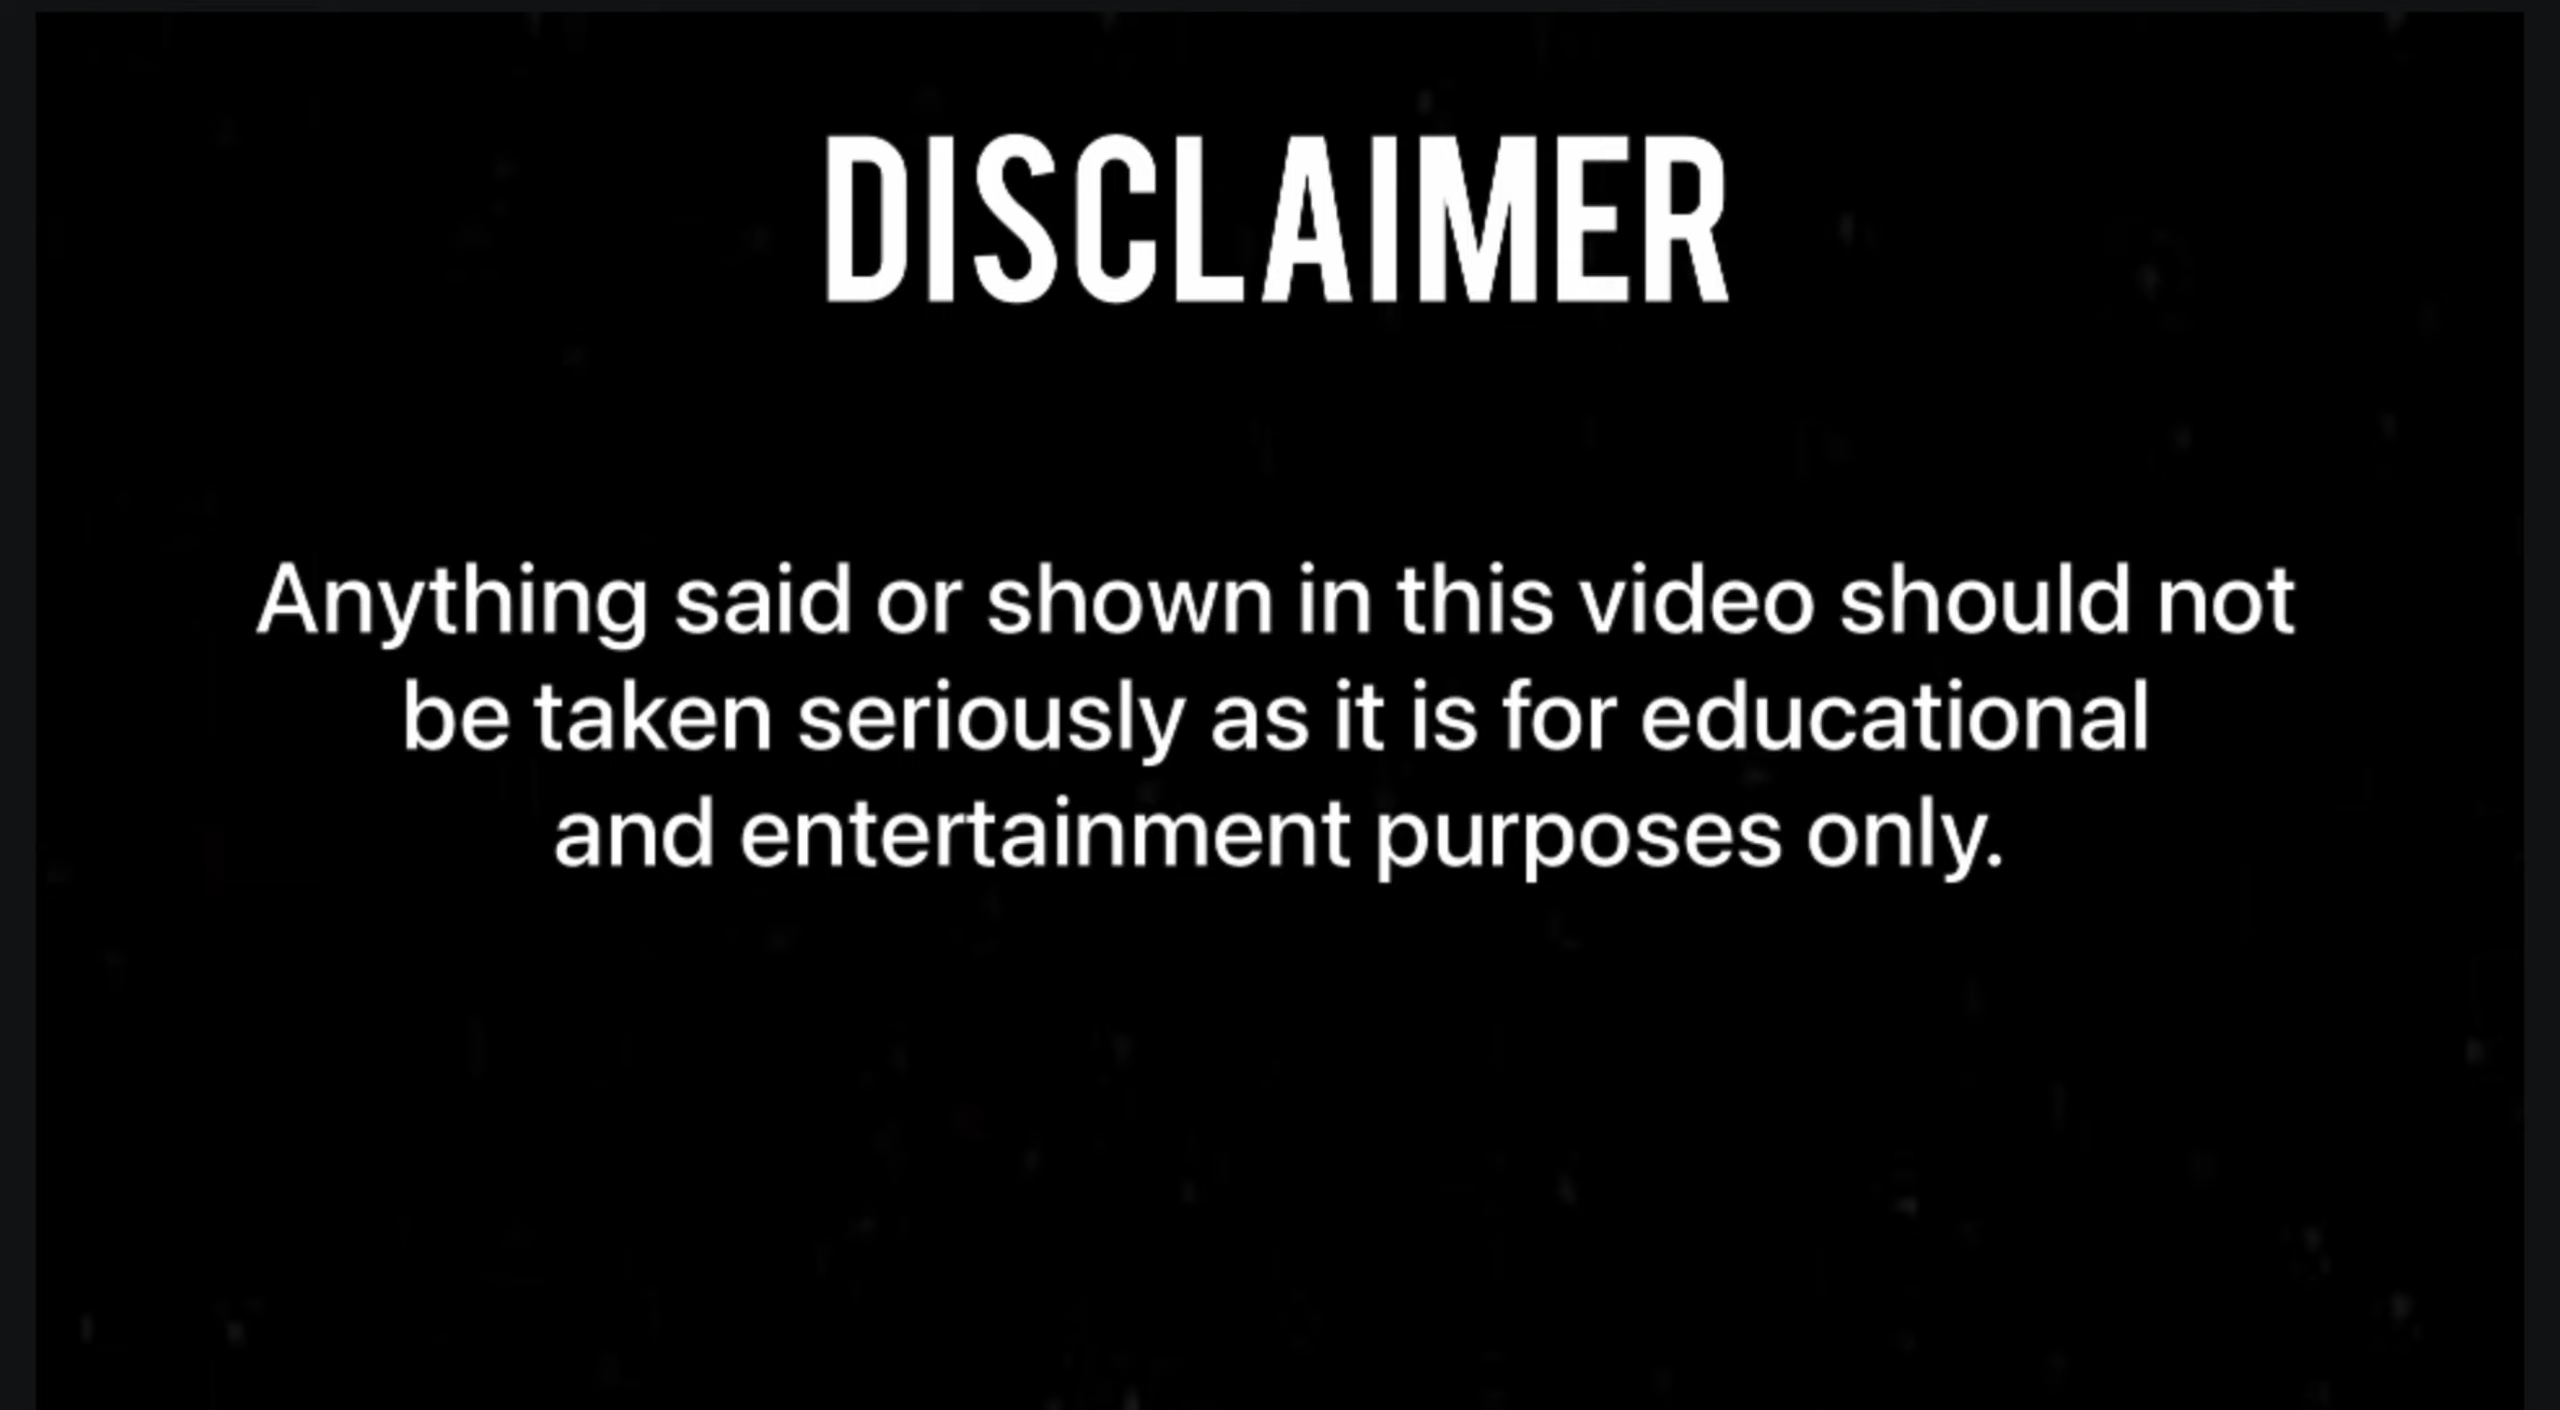 DISCLAIMER
Anything said or shown in this video should not
be taken seriously as it is for educational
and entertainment purposes only.